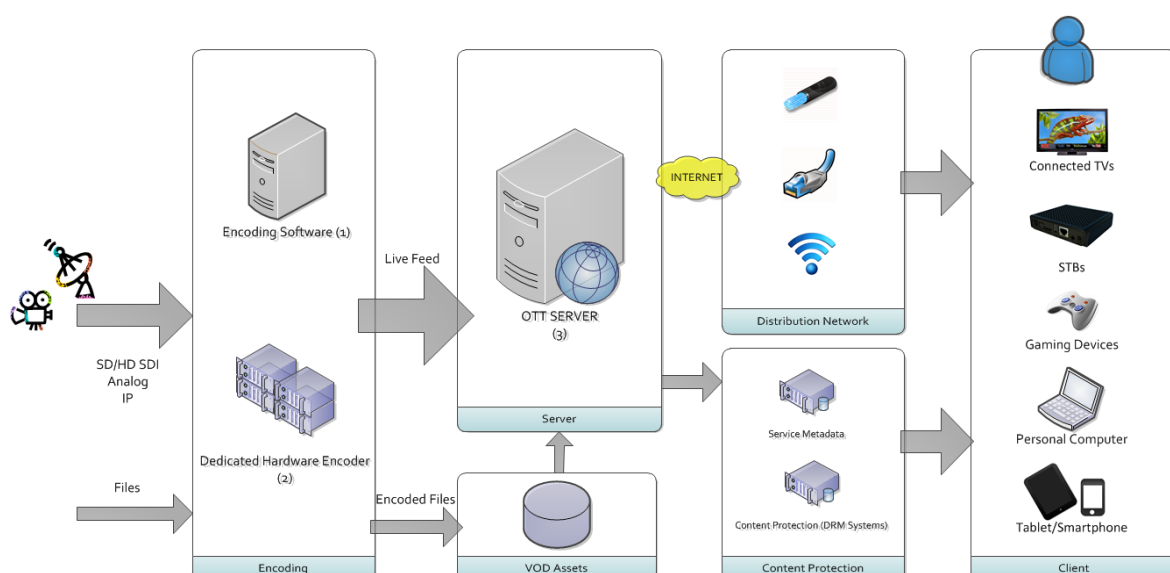 SD/HD SDI
Analog
IP
Files
Encoding Software (1)
Dedicated Hardware Encoder
(2)
Encoding
Live Feed
Encoded Files
OTT SERVER
(3)
Server
VOD Assets
INTERNET
Distribution Network
Service Metadata
Content Protection (DRM Systems)
Content Protection
Connected TVs
STBs
Gaming Devices
Personal Computer
Tablet/Smartphone
Client